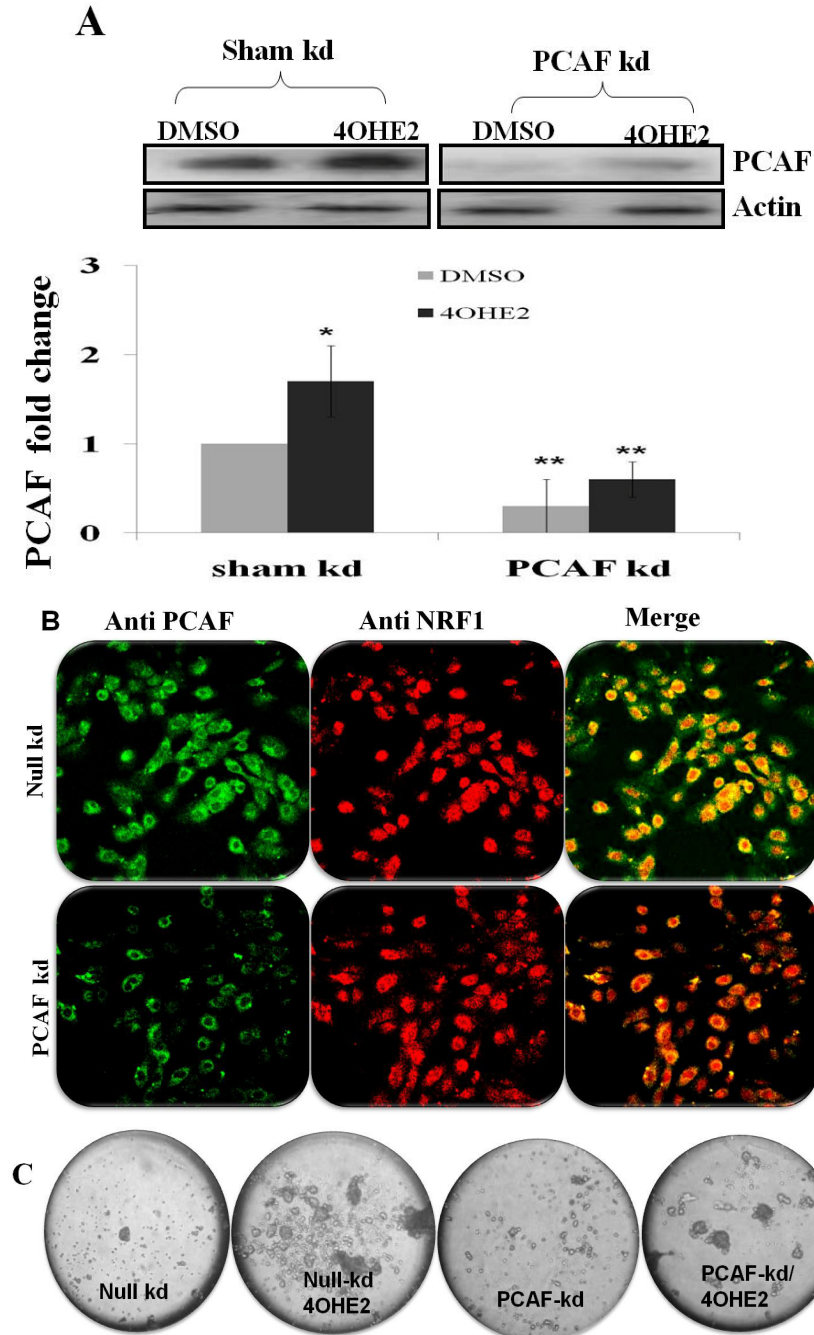 A
Sham kd
PCAF kd
DMSO
4OHE2
DMSO
4OHE2
PCAF
Actin
PCAF fold change
3
2
1
0
DMSO
4OHE2
*
**
**
sham kd
PCAF kd
B
Anti PCAF
Anti NRF1
Merge
Null kd
PCAF kd
C
Null kd
Null-kd
4OHE2
PCAF-kd
PCAF-kd/
4OHE2